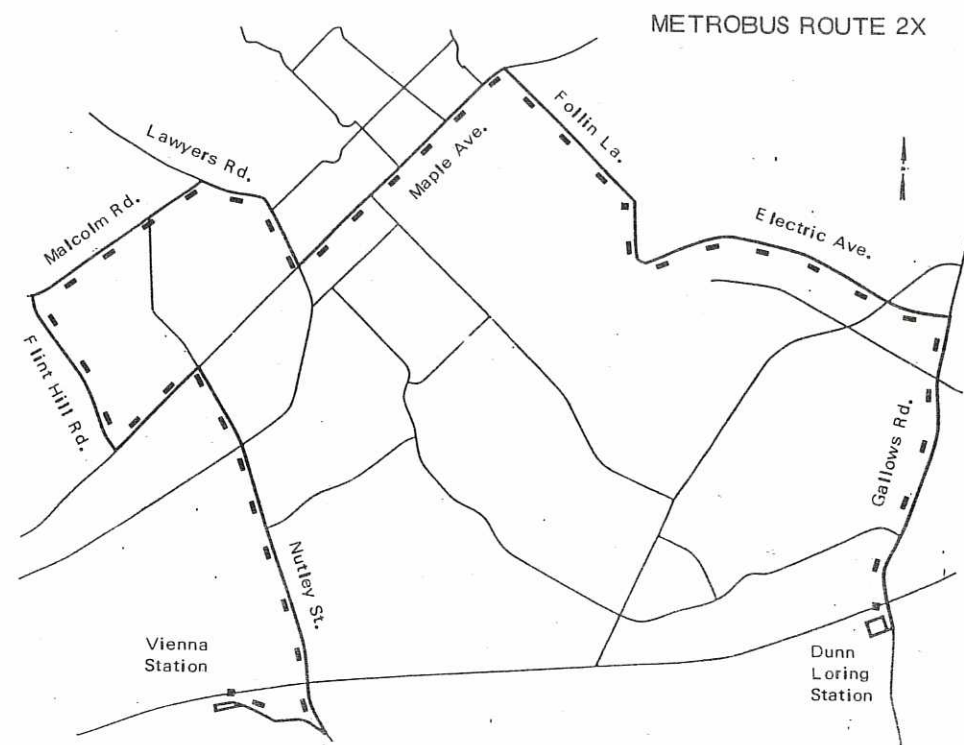 METROBUS ROUTE 2X
Follin La.
Lawyers Rd.
Maple Ave.
Malcolm Rd.
Electric Ave.
Flint Hill Rd.
Gallows Rd.
Nutley St.
Vienna
Station
Dunn
Loring
Station